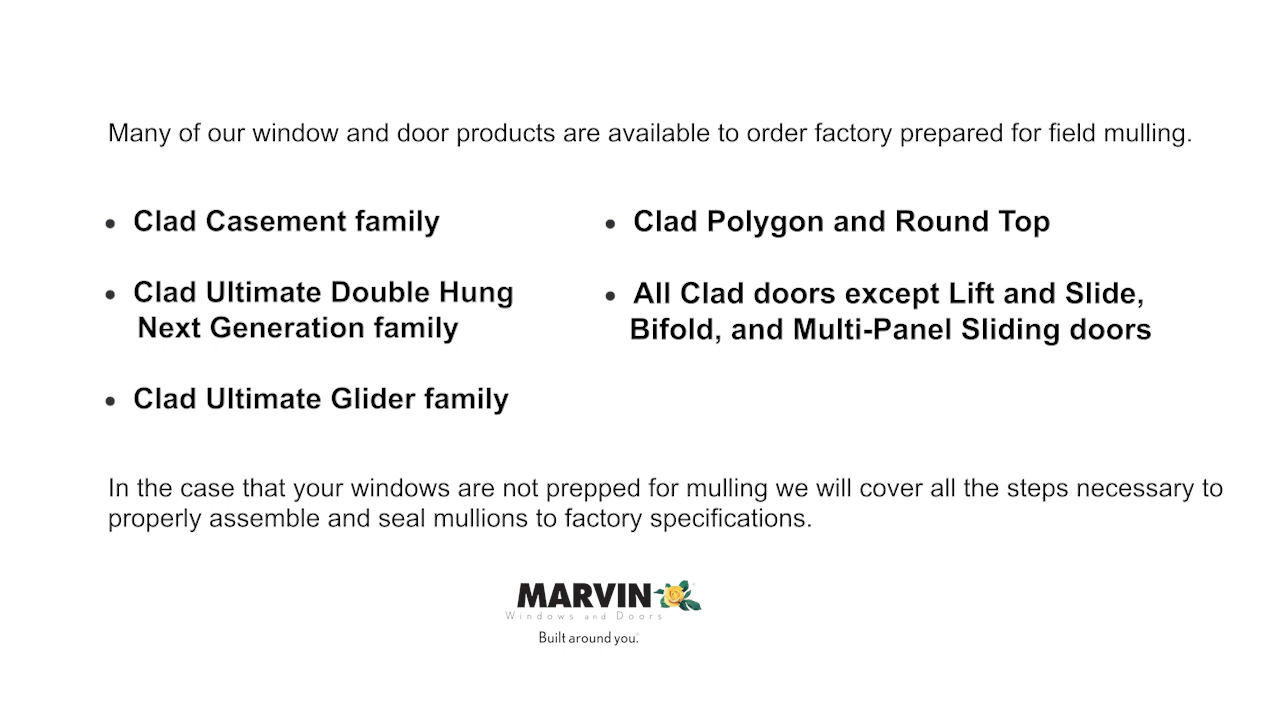 Many of our window and door products are available to order factory prepared for field mulling.
• Clad Casement family
• Clad Ultimate Double Hung
Next Generation family
• Clad Ultimate Glider family
• Clad Polygon and Round Top
• All Clad doors except Lift and Slide,
Bifold, and Multi-Panel Sliding doors
In the case that your windows are not prepped for mulling we will cover all the steps necessary to
properly assemble and seal mullions to factory specifications.
MARVIN
Windows and Doors
Built around you.